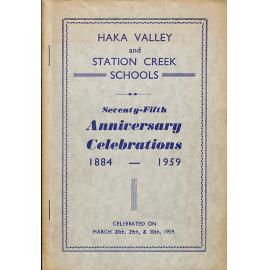 HAKA VALLEY
and
STATION CREEK
SCHOOLS
Seventy-Fifth
Anniversary
Celebrations
1884 — 1959
CELEBRATED ON
MARCH 28th, 29th, & 30th, 1959.